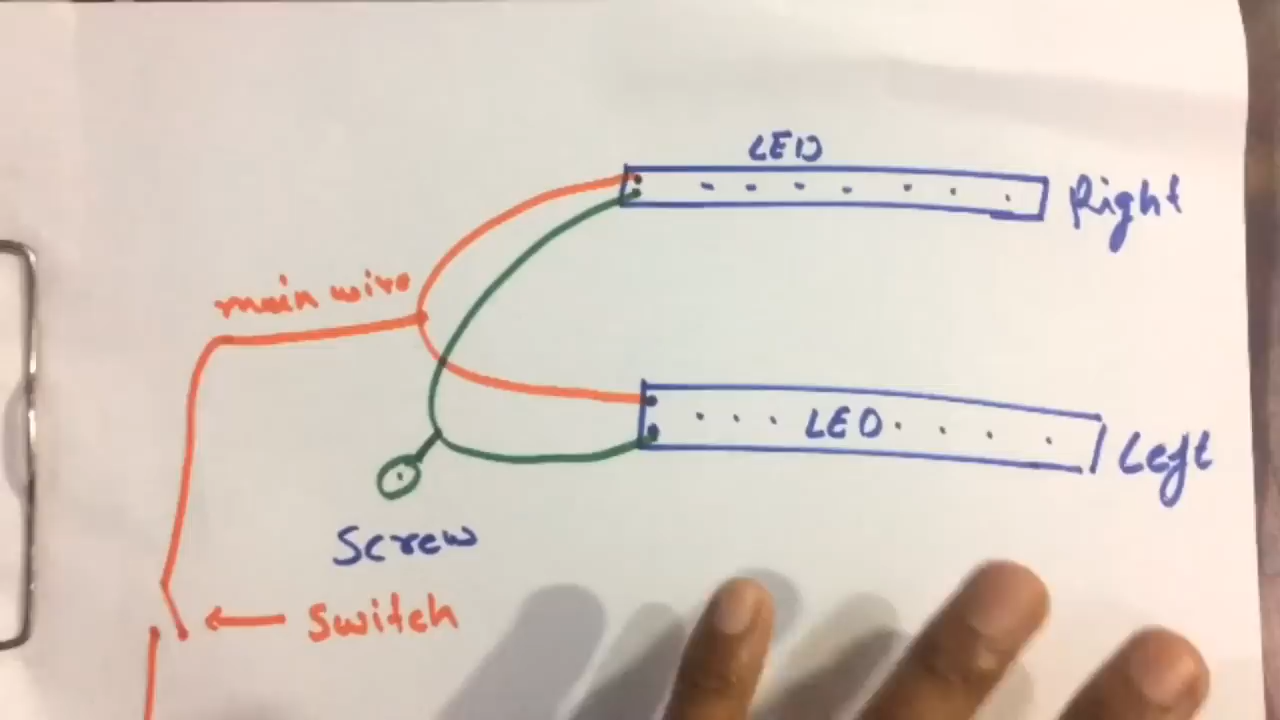 LED
Right
main wire
LED
Left
Screw
Switch